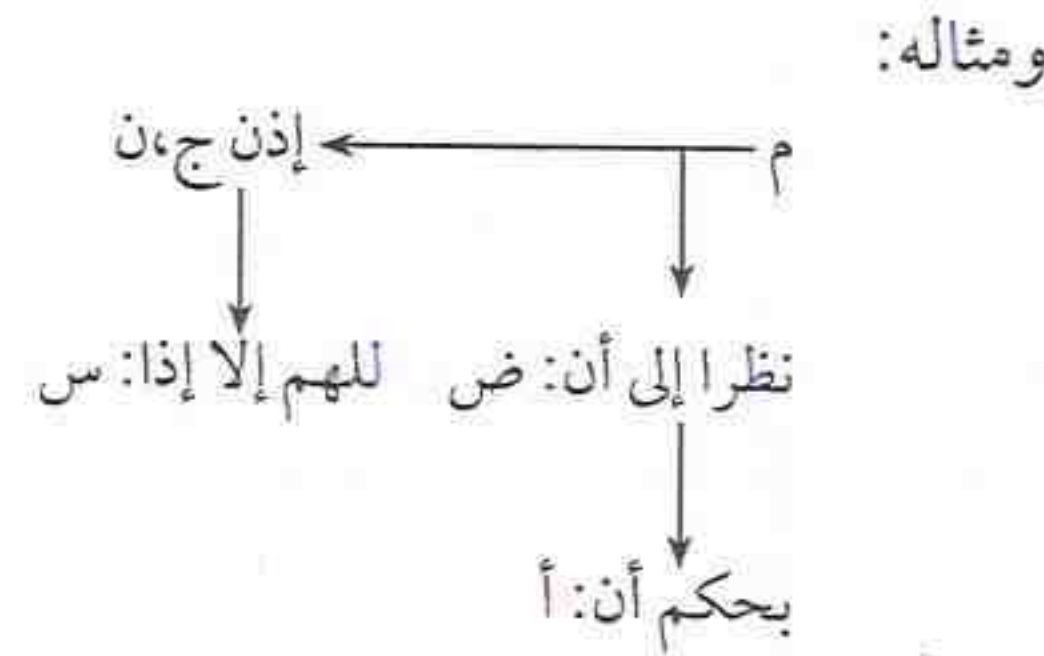 ومثاله:
م إذن ج،ن
نظرا إلى أن: ض للهم إلا إذا: س
بحكم أن: أ